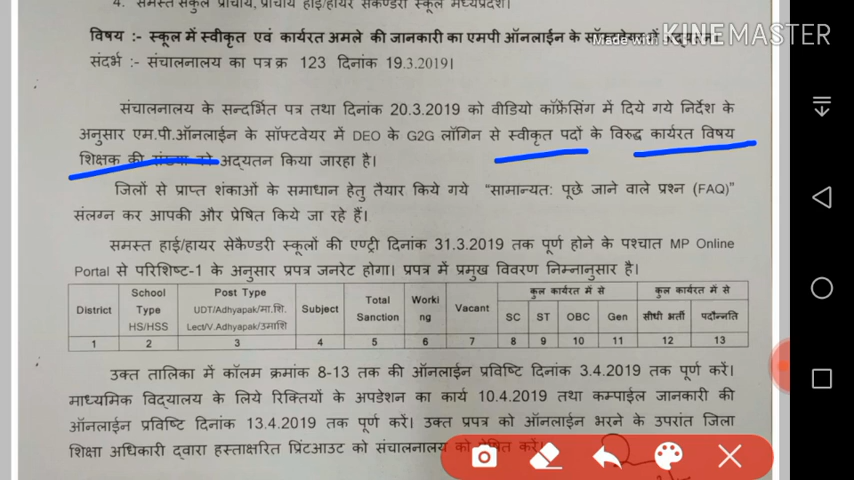 4. समस्त संकुल प्राचार्य, प्राचार्य हाई/हायर सेकेण्डरी स्कूल मध्यप्रदेश।
विषय :- स्कूल में स्वीकृत एवं कार्यरत अमले की जानकारी का एमपी ऑनलाईन के सॉफ्टवेयर में अद्यतन।
Made with KINEMASTER
संदर्भ :- संचालनालय का पत्र क्र 123 दिनांक 19.3.2019।
संचालनालय के सन्दर्भित पत्र तथा दिनांक 20.3.2019 को वीडियो कॉफ्रेंसिंग में दिये गये निर्देश के
अनुसार एम.पी.ऑनलाईन के सॉफ्टवेयर में DEO के G2G लॉगिन से स्वीकृत पदों के विरुद्ध कार्यरत विषय
शिक्षक की संख्या को अद्यतन किया जारहा है।
जिलों से प्राप्त शंकाओं के समाधान हेतु तैयार किये गये "सामान्यत: पूछे जाने वाले प्रश्न (FAQ)"
संलग्न कर आपकी और प्रेषित किये जा रहे हैं।
समस्त हाई/हायर सेकैण्डरी स्कूलों की एण्ट्री दिनांक 31.3.2019 तक पूर्ण होने के पश्चात MP Online
Portal से परिशिष्ट-1 के अनुसार प्रपत्र जनरेट होगा। प्रपत्र में प्रमुख विवरण निम्नानुसार है।
District School Type HS/HSS Post Type UDT/Adhyapak/मा.शि. Lect/V.Adhyapak/उमाशि Subject Total Sanction Worki ng Vacant कुल कार्यरत में से कुल कार्यरत में से
SC ST OBC Gen सीधी भर्ती पदोन्नति
1 2 3 4 5 6 7 8 9 10 11 12 13
उक्त तालिका में कॉलम क्रमांक 8-13 तक की ऑनलाईन प्रविष्टि दिनांक 3.4.2019 तक पूर्ण करें।
माध्यमिक विद्यालय के लिये रिक्तियों के अपडेशन का कार्य 10.4.2019 तथा कम्पाईल जानकारी की
ऑनलाईन प्रविष्टि दिनांक 13.4.2019 तक पूर्ण करें। उक्त प्रपत्र को ऑनलाईन भरने के उपरांत जिला
शिक्षा अधिकारी द्वारा हस्ताक्षरित प्रिंटआउट को संचालनालय को प्रेषित करें।